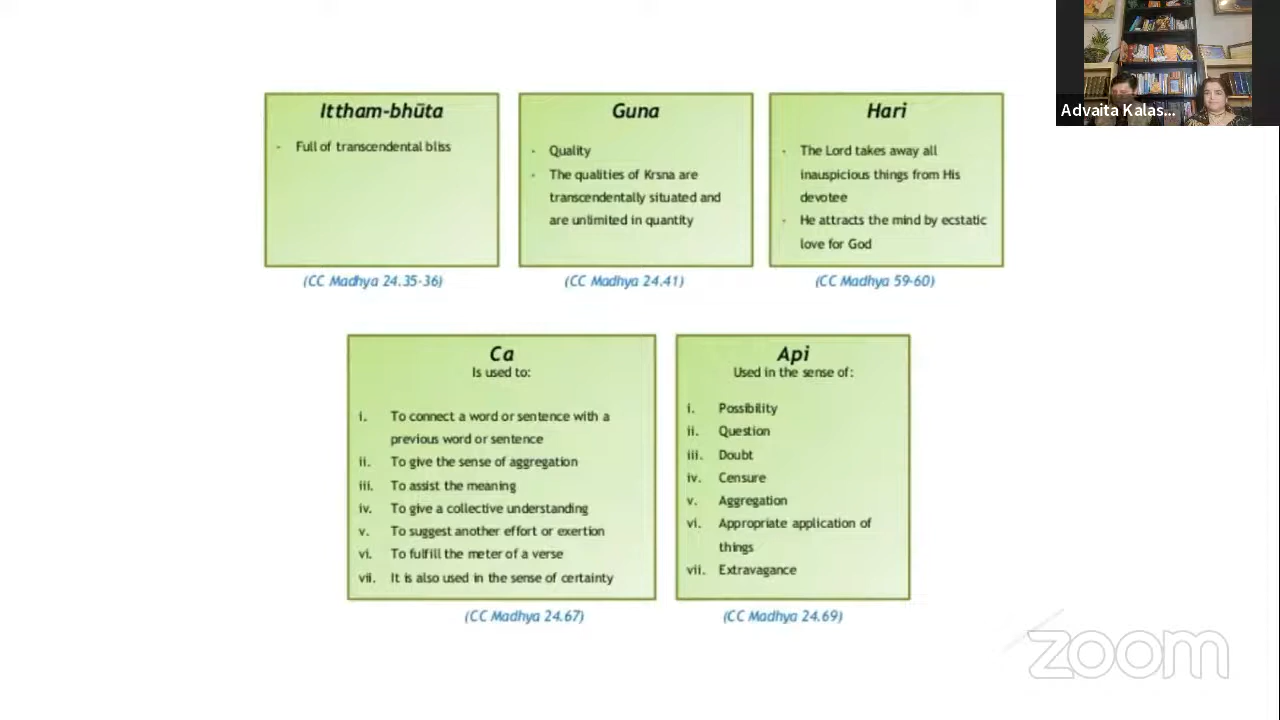 Advaita Kalas...
Ittham-bhūta
- Full of transcendental bliss
(CC Madhya 24.35-36)
Guna
- Quality
- The qualities of Krsna are
transcendentally situated and
are unlimited in quantity
(CC Madhya 24.41)
Hari
- The Lord takes away all
inauspicious things from His
devotee
- He attracts the mind by ecstatic
love for God
(CC Madhya 59-60)
Ca
Is used to:
i. To connect a word or sentence with a
previous word or sentence
ii. To give the sense of aggregation
iii. To assist the meaning
iv. To give a collective understanding
v. To suggest another effort or exertion
vi. To fulfill the meter of a verse
vii. It is also used in the sense of certainty
(CC Madhya 24.67)
Api
Used in the sense of:
i. Possibility
ii. Question
iii. Doubt
iv. Censure
v. Aggregation
vi. Appropriate application of
things
vii. Extravagance
(CC Madhya 24.69)
zoom